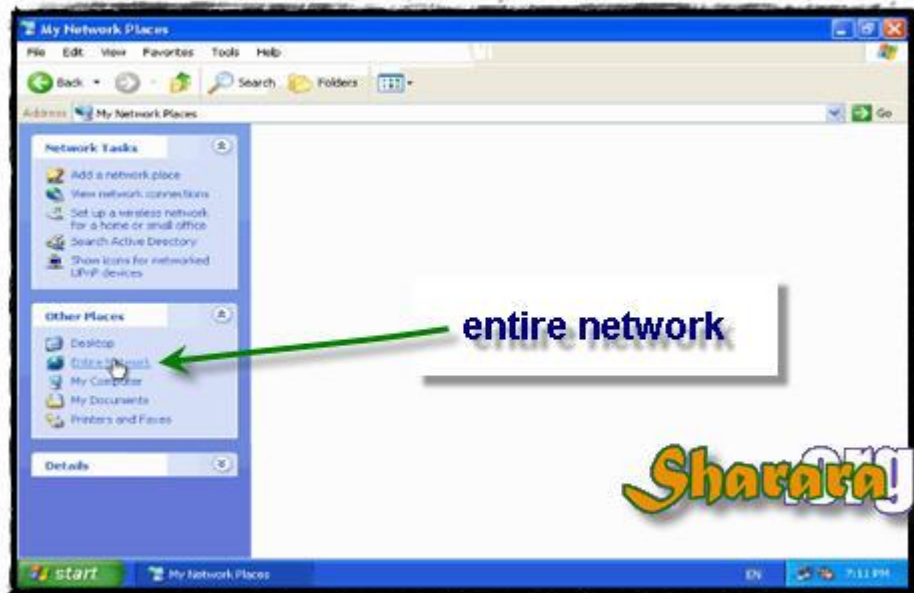 My Network Places
File Edit View Favorites Tools Help
Back Search Folders
Address My Network Places Go
Network Tasks
Add a network place
View network connections
Set up a wireless network
for a home or small office
Search Active Directory
Show icons for networked
UPnP devices
Other Places
Desktop
Entire Network
My Computer
My Documents
Printers and Faxes
Details
entire network
Sharara.org
start My Network Places EN 7:11 PM